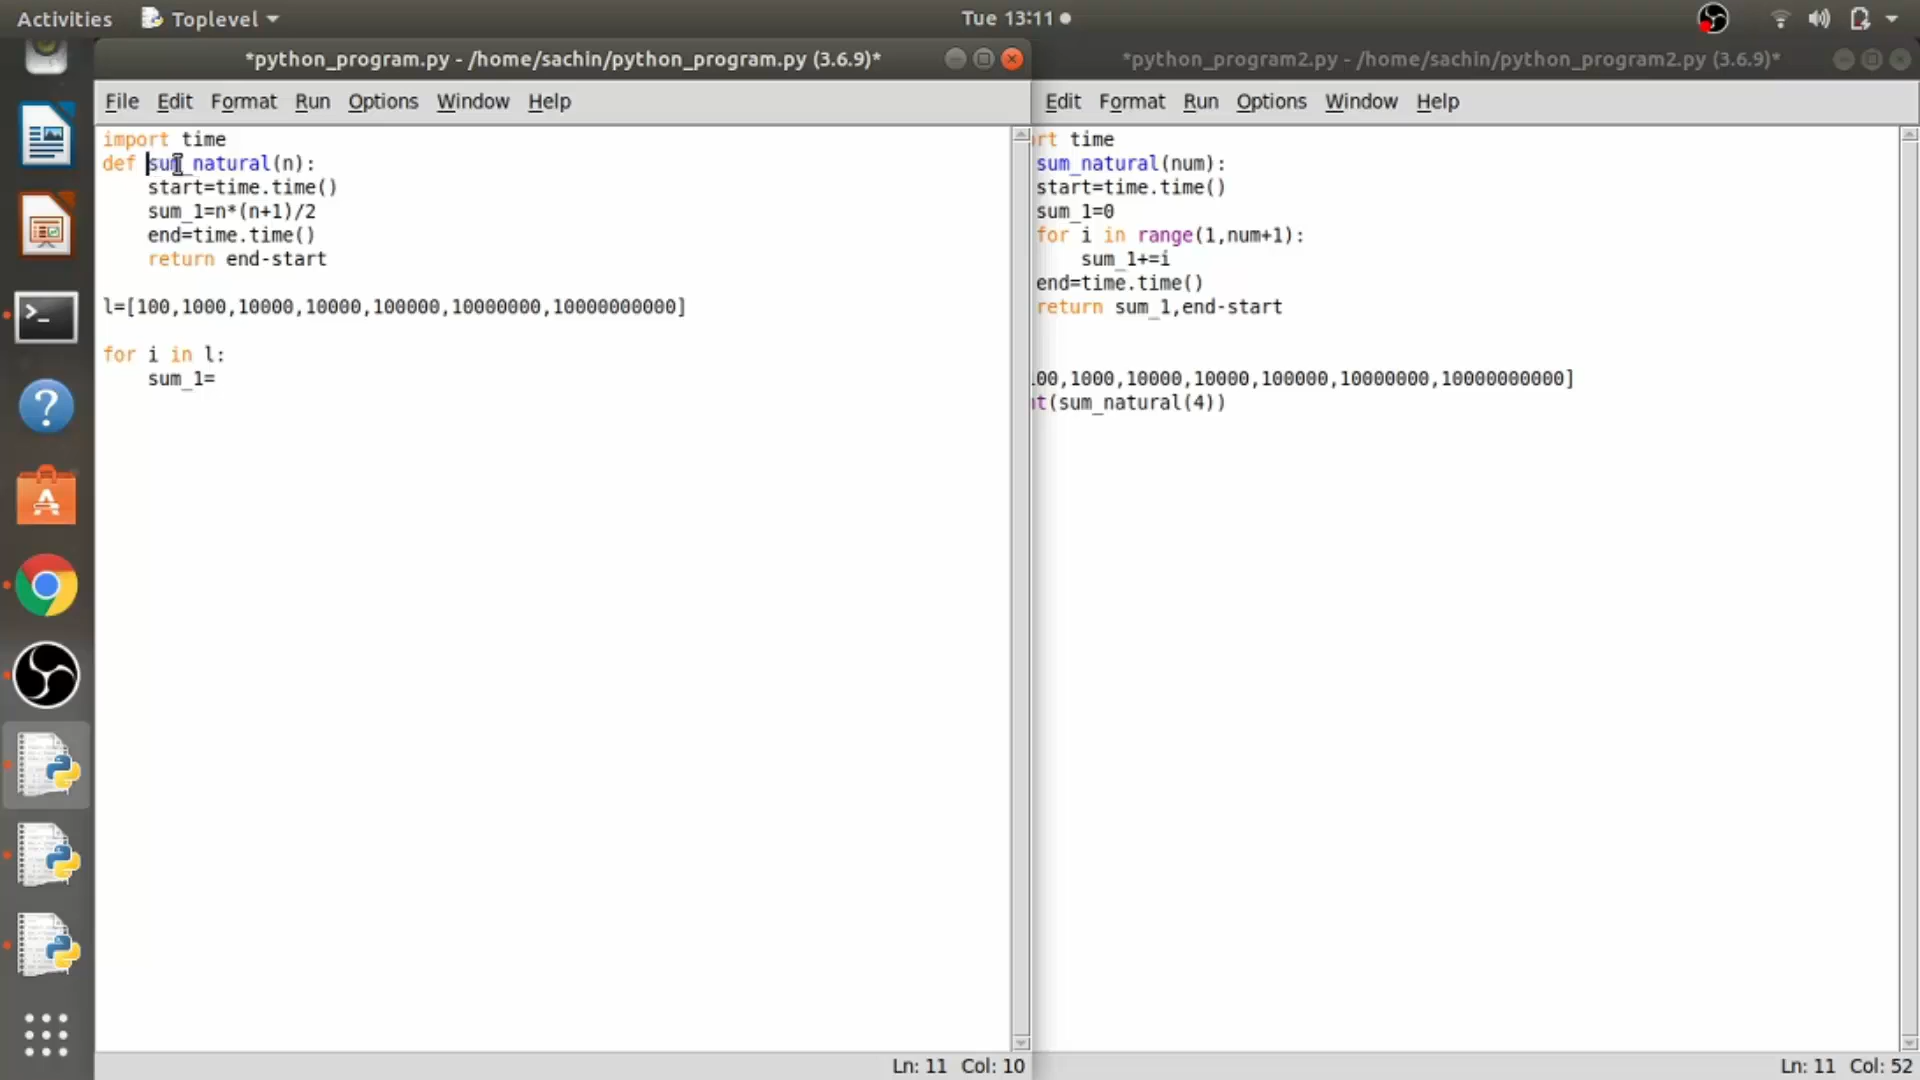 Activities Toplevel Tue 13:11
*python_program.py - /home/sachin/python_program.py (3.6.9)*
File Edit Format Run Options Window Help
import time
def sum_natural(n):
    start=time.time()
    sum_1=n*(n+1)/2
    end=time.time()
    return end-start
l=[100,1000,10000,10000,100000,10000000,10000000000]
for i in l:
    sum_1=
Ln: 11 Col: 10
*python_program2.py - /home/sachin/python_program2.py (3.6.9)*
Edit Format Run Options Window Help
rt time
sum_natural(num):
start=time.time()
sum_1=0
for i in range(1,num+1):
    sum_1+=i
end=time.time()
return sum_1,end-start
00,1000,10000,10000,100000,10000000,10000000000]
nt(sum_natural(4))
Ln: 11 Col: 52